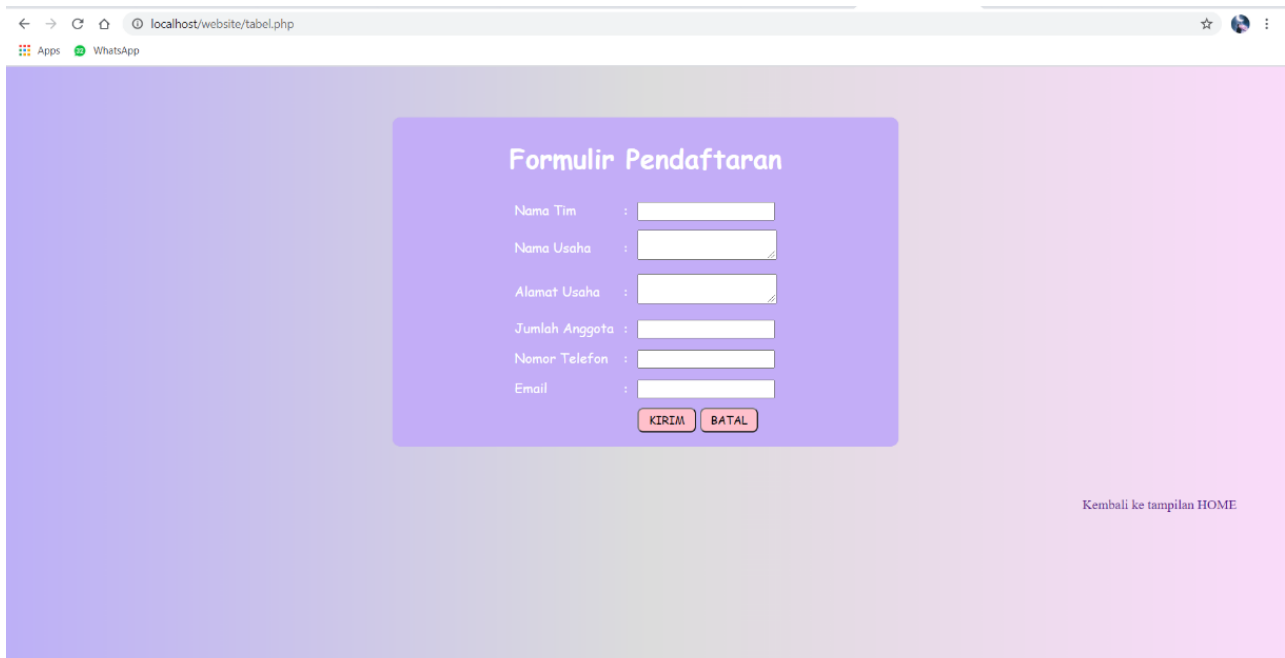 localhost/website/tabel.php
Apps WhatsApp
Formulir Pendaftaran
Nama Tim :
Nama Usaha :
Alamat Usaha :
Jumlah Anggota :
Nomor Telefon :
Email :
KIRIM BATAL
Kembali ke tampilan HOME